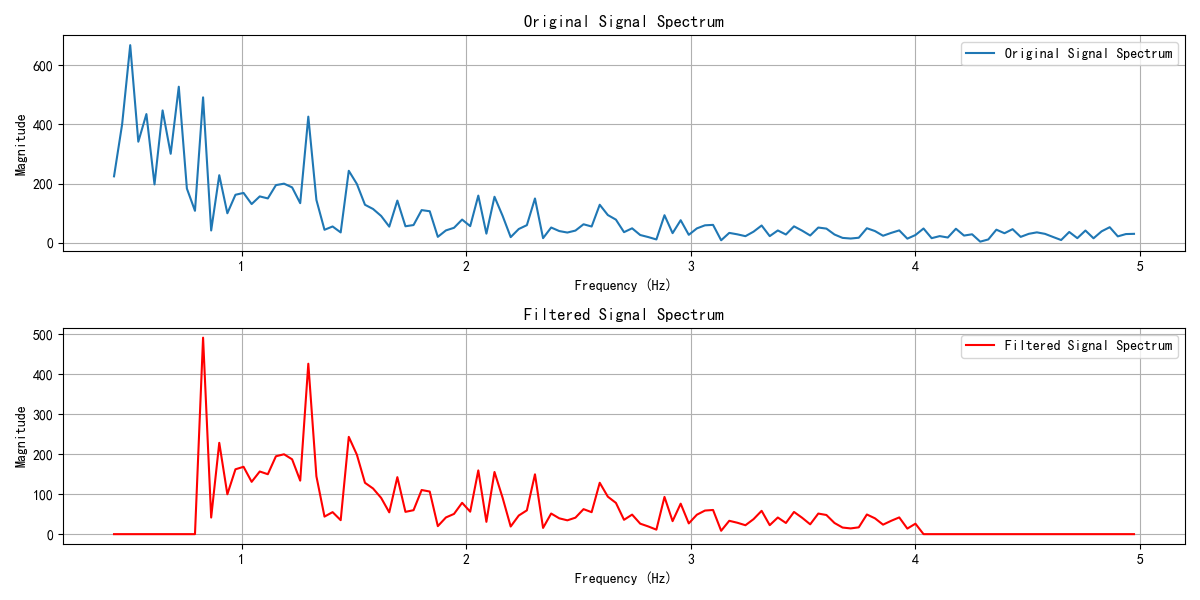 Original Signal Spectrum
Original Signal Spectrum
600
400
200
0
Magnitude
1 2 3 4 5
Frequency (Hz)
Filtered Signal Spectrum
Filtered Signal Spectrum
500
400
300
200
100
0
Magnitude
1 2 3 4 5
Frequency (Hz)